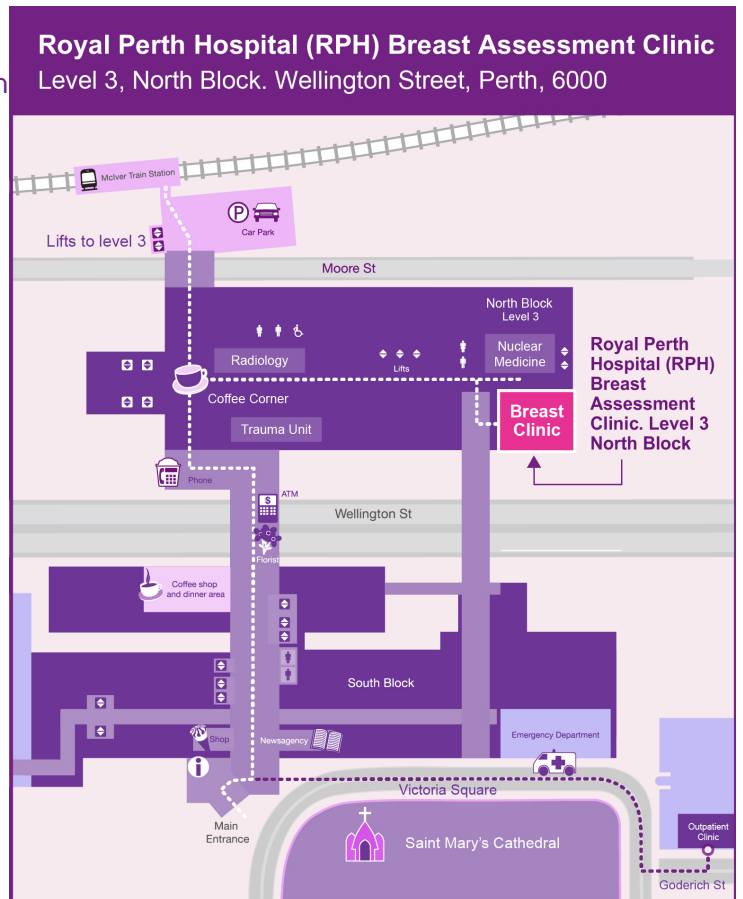 Royal Perth Hospital (RPH) Breast Assessment Clinic
Level 3, North Block. Wellington Street, Perth, 6000
McIver Train Station
P
Car Park
Lifts to level 3
Moore St
North Block
Level 3
Radiology
Lifts
Nuclear
Medicine
Royal Perth
Hospital (RPH)
Breast
Assessment
Clinic. Level 3
North Block
Coffee Corner
Breast
Clinic
Trauma Unit
Phone
$
ATM
Wellington St
Florist
Coffee shop
and dinner area
South Block
Shop
Newsagency
Emergency Department
i
Victoria Square
Main
Entrance
Saint Mary's Cathedral
Outpatient
Clinic
Goderich St